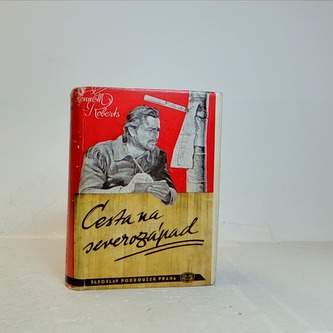 Kenneth
Roberts
Cesta na
severozápad
JAROSLAV PODROUŽEK PRAHA